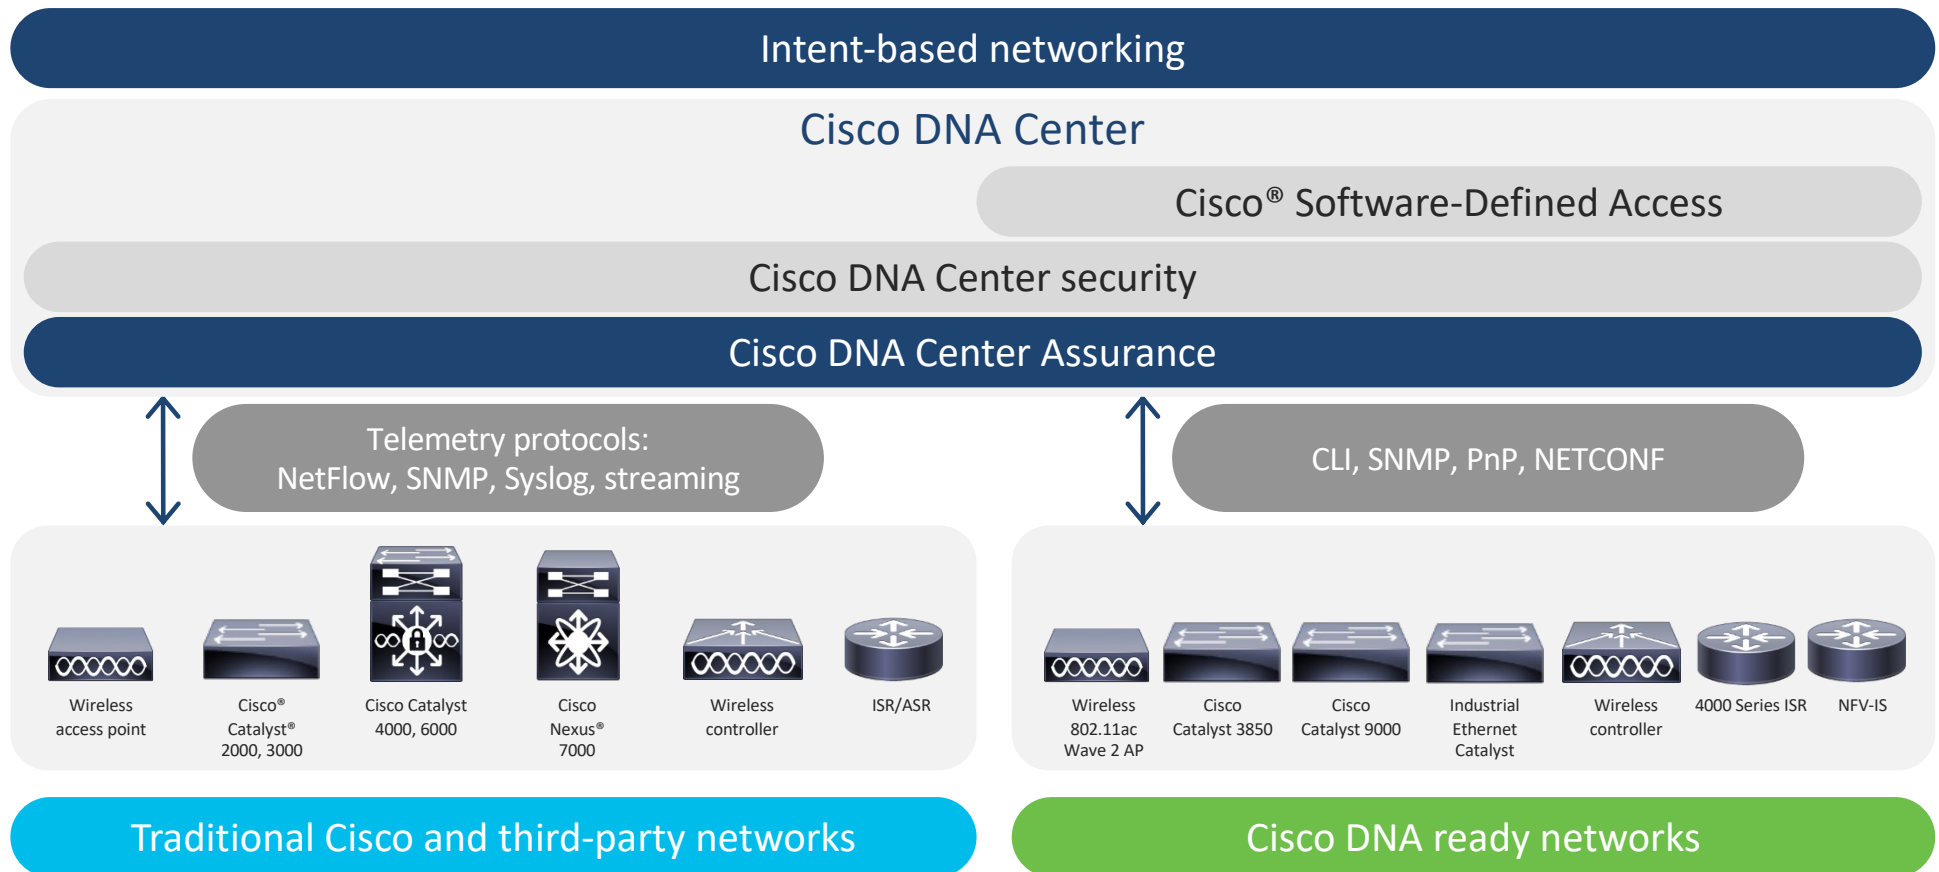 Intent-based networking
Cisco DNA Center
Cisco® Software-Defined Access
Cisco DNA Center security
Cisco DNA Center Assurance
Telemetry protocols:
NetFlow, SNMP, Syslog, streaming
CLI, SNMP, PnP, NETCONF
Wireless
access point
Cisco®
Catalyst®
2000, 3000
Cisco Catalyst
4000, 6000
Cisco
Nexus®
7000
Wireless
controller
ISR/ASR
Wireless
802.11ac
Wave 2 AP
Cisco
Catalyst 3850
Cisco
Catalyst 9000
Industrial
Ethernet
Catalyst
Wireless
controller
4000 Series ISR
NFV-IS
Traditional Cisco and third-party networks
Cisco DNA ready networks